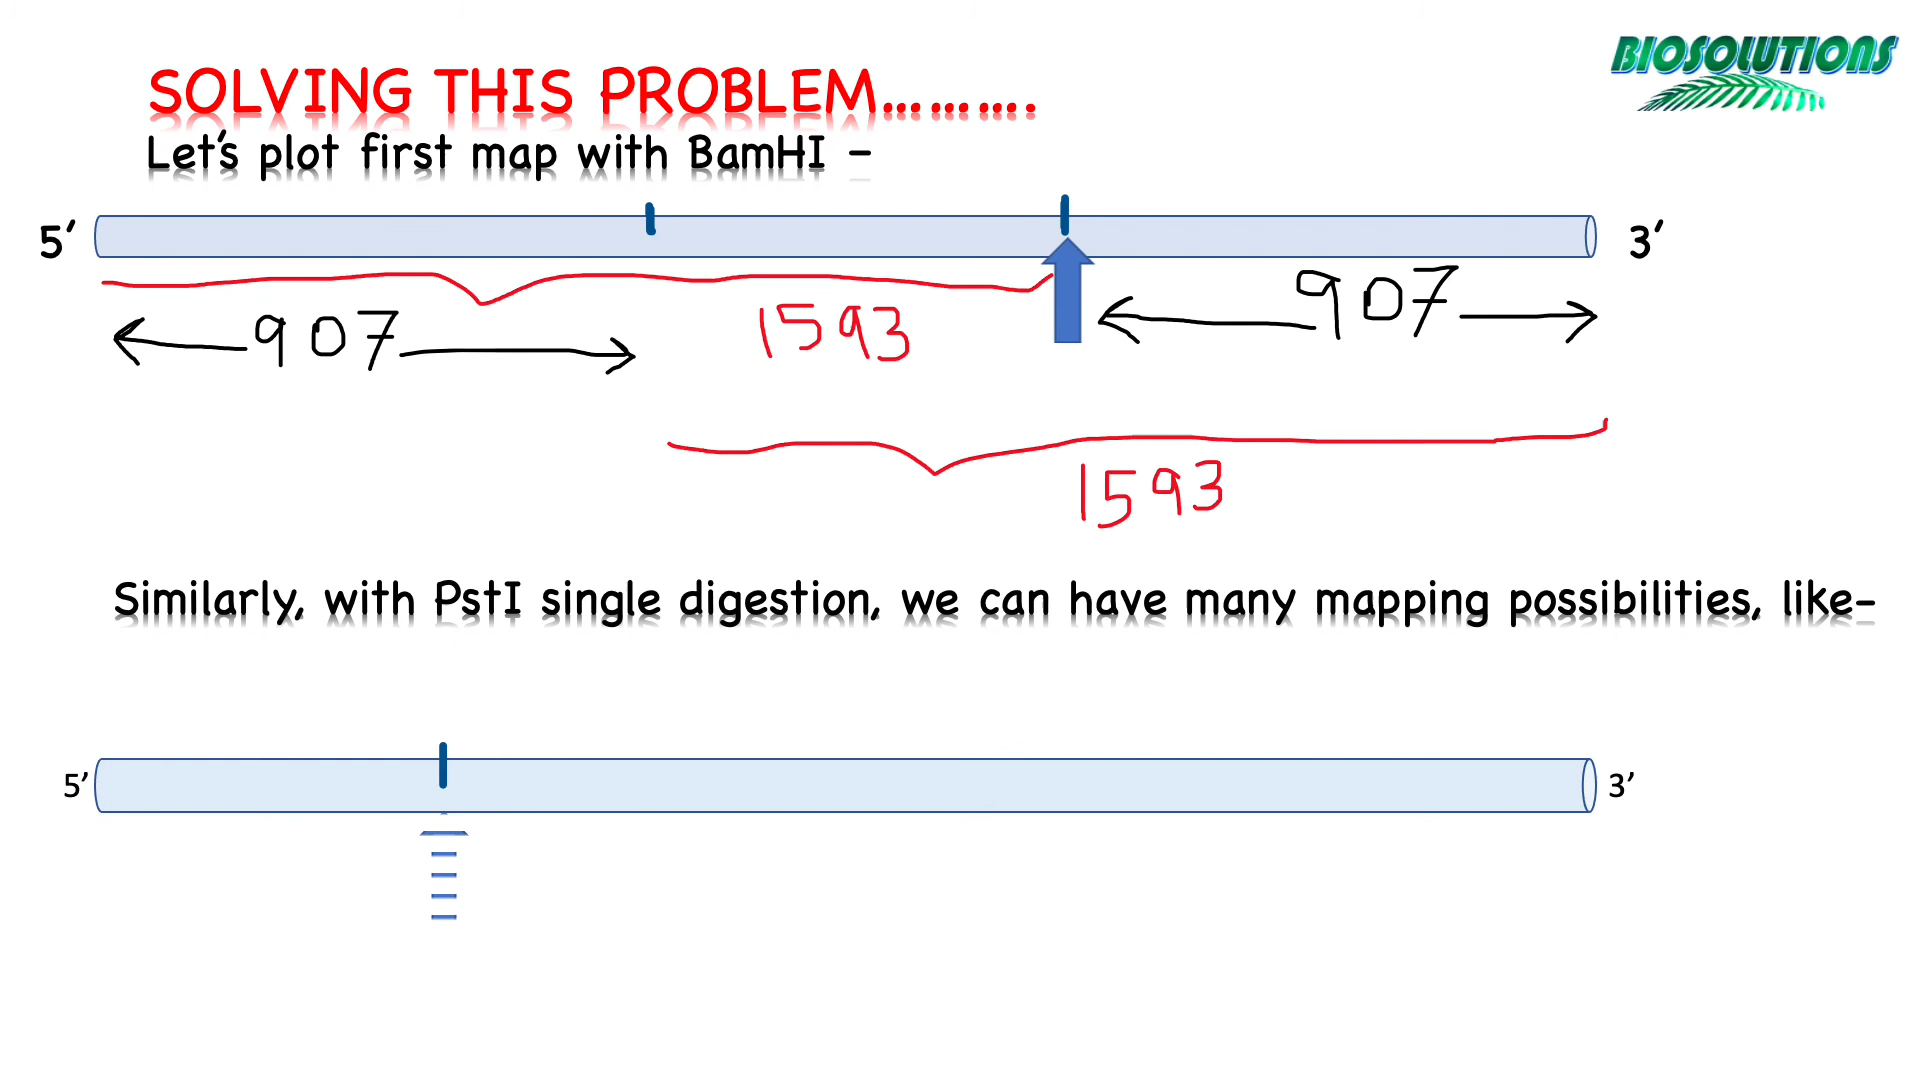 BIOSOLUTIONS
SOLVING THIS PROBLEM……….
Let's plot first map with BamHI -
5' 3'
907 1593 907
1593
Similarly, with PstI single digestion, we can have many mapping possibilities, like-
5' 3'